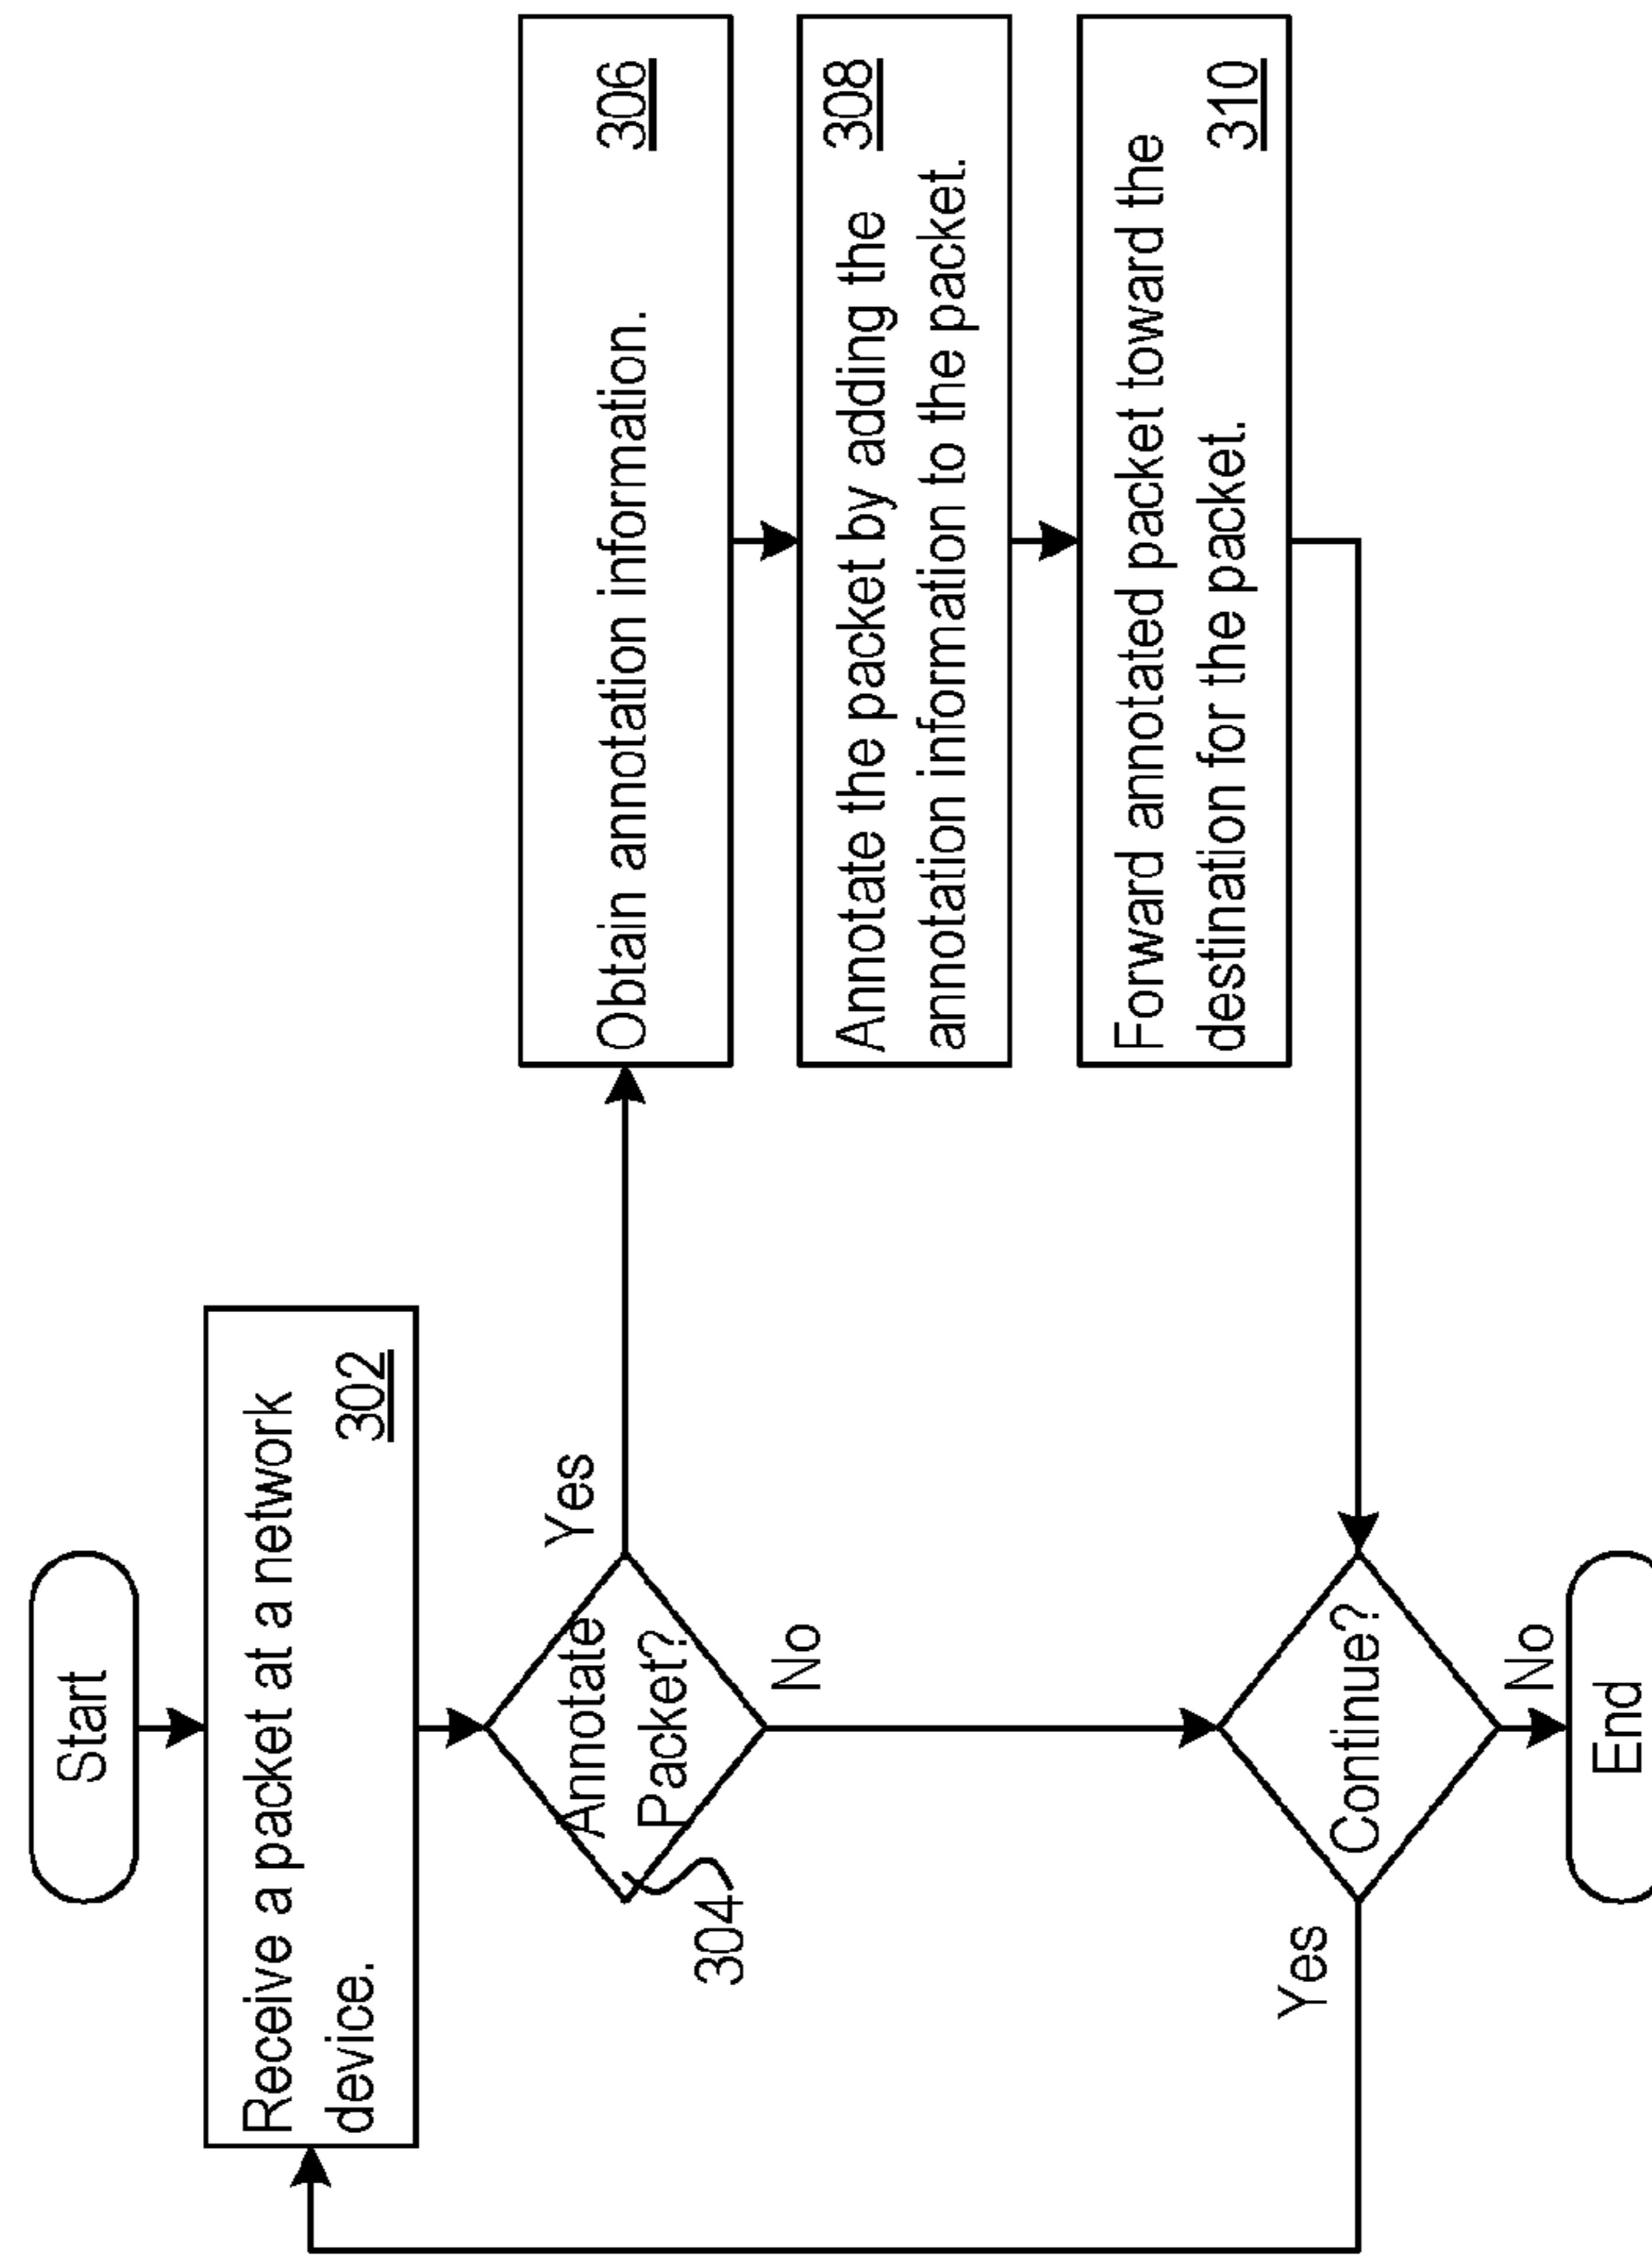 Start
Receive a packet at a network
device.
302
Annotate
Packet?
304
Yes
No
Obtain annotation information.
306
Annotate the packet by adding the
308
annotation information to the packet.
Forward annotated packet toward the
destination for the packet.
310
Continue?
Yes
No
End